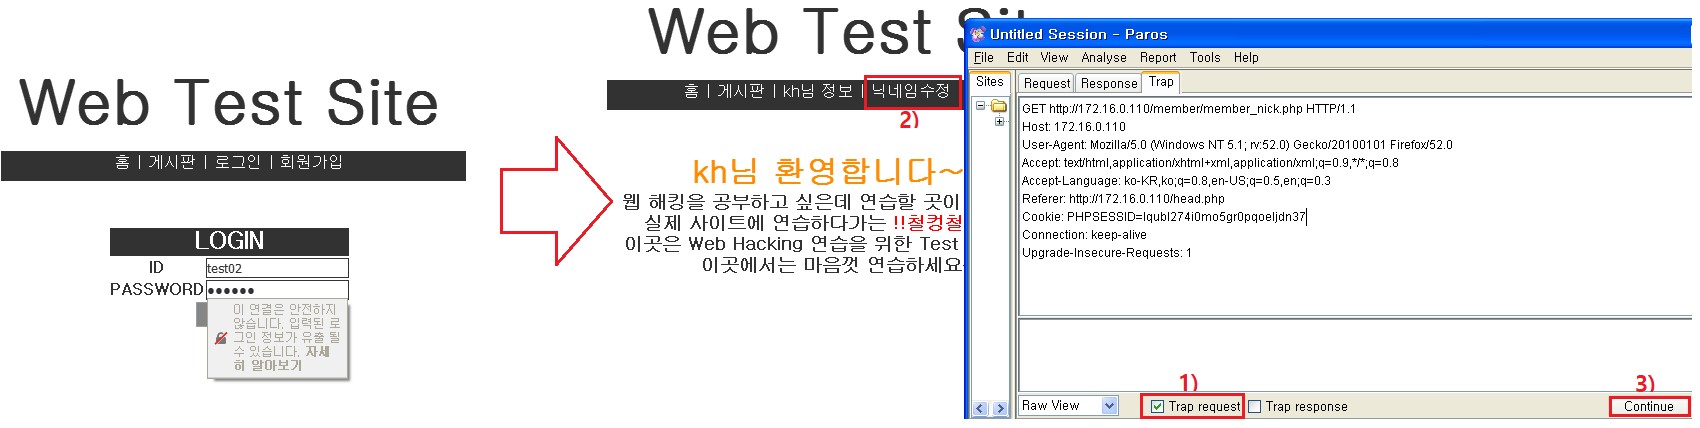 Web Test Site
홈 | 게시판 | 로그인 | 회원가입
LOGIN
ID test02
PASSWORD ●●●●●●
이 연결은 안전하지
않습니다. 입력된 로
그인 정보가 유출 될
수 있습니다. 자세
히 알아보기
Web Test Sit
홈 | 게시판 | kh님 정보 | 닉네임수정
2)
kh님 환영합니다~
웹 해킹을 공부하고 싶은데 연습할 곳이
실제 사이트에 연습하다가는 !!철컹철
이곳은 Web Hacking 연습을 위한 Test
이곳에서는 마음껏 연습하세요
Untitled Session - Paros
File Edit View Analyse Report Tools Help
Sites
Request Response Trap
GET http://172.16.0.110/member/member_nick.php HTTP/1.1
Host: 172.16.0.110
User-Agent: Mozilla/5.0 (Windows NT 5.1; rv:52.0) Gecko/20100101 Firefox/52.0
Accept: text/html,application/xhtml+xml,application/xml;q=0.9,*/*;q=0.8
Accept-Language: ko-KR,ko;q=0.8,en-US;q=0.5,en;q=0.3
Referer: http://172.16.0.110/head.php
Cookie: PHPSESSID=lqubl274i0mo5gr0pqoeljdn37
Connection: keep-alive
Upgrade-Insecure-Requests: 1
1)
3)
Raw View
Trap request
Trap response
Continue